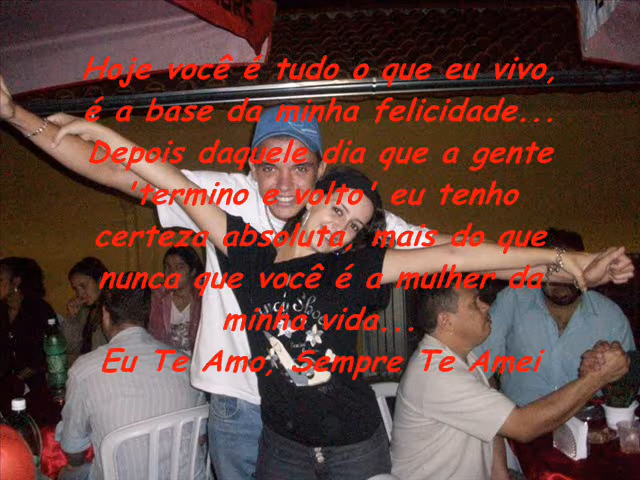 Hoje você é tudo o que eu vivo,
é a base da minha felicidade...
Depois daquele dia que a gente
'termino e volto' eu tenho
certeza absoluta, mais do que
nunca que você é a mulher da
minha vida...
Eu Te Amo, Sempre Te Amei